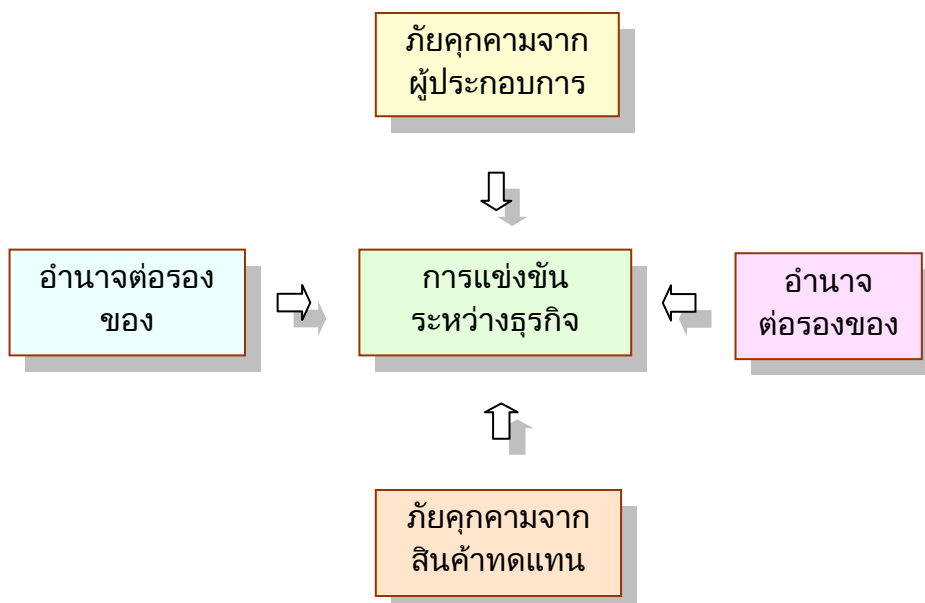 ภัยคุกคามจาก
ผู้ประกอบการ
อำนาจต่อรอง
ของ
การแข่งขัน
ระหว่างธุรกิจ
อำนาจ
ต่อรองของ
ภัยคุกคามจาก
สินค้าทดแทน